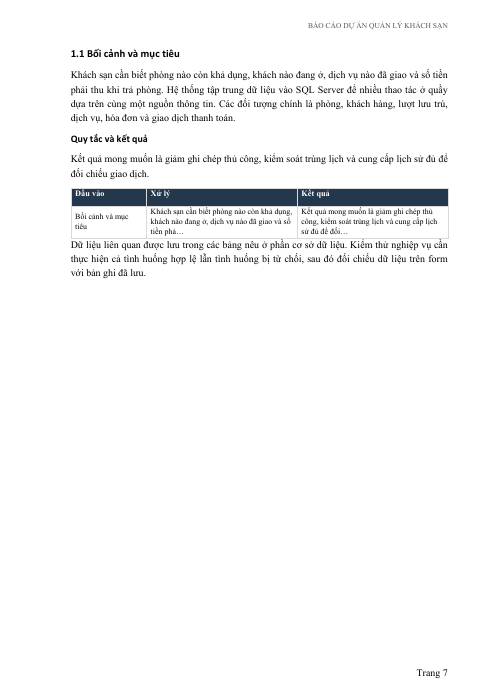 BÁO CÁO DỰ ÁN QUẢN LÝ KHÁCH SẠN
1.1 Bối cảnh và mục tiêu
Khách sạn cần biết phòng nào còn khả dụng, khách nào đang ở, dịch vụ nào đã giao và số tiền
phải thu khi trả phòng. Hệ thống tập trung dữ liệu vào SQL Server để nhiều thao tác ở quầy
dựa trên cùng một nguồn thông tin. Các đối tượng chính là phòng, khách hàng, lượt lưu trú,
dịch vụ, hóa đơn và giao dịch thanh toán.
Quy tắc và kết quả
Kết quả mong muốn là giảm ghi chép thủ công, kiểm soát trùng lịch và cung cấp lịch sử đủ để
đối chiếu giao dịch.
Đầu vào Xử lý Kết quả
Bối cảnh và mục
tiêu
Khách sạn cần biết phòng nào còn khả dụng,
khách nào đang ở, dịch vụ nào đã giao và số
tiền phả…
Kết quả mong muốn là giảm ghi chép thủ
công, kiểm soát trùng lịch và cung cấp lịch
sử đủ để đối…
Dữ liệu liên quan được lưu trong các bảng nêu ở phần cơ sở dữ liệu. Kiểm thử nghiệp vụ cần
thực hiện cả tình huống hợp lệ lẫn tình huống bị từ chối, sau đó đối chiếu dữ liệu trên form
với bản ghi đã lưu.
Trang 7